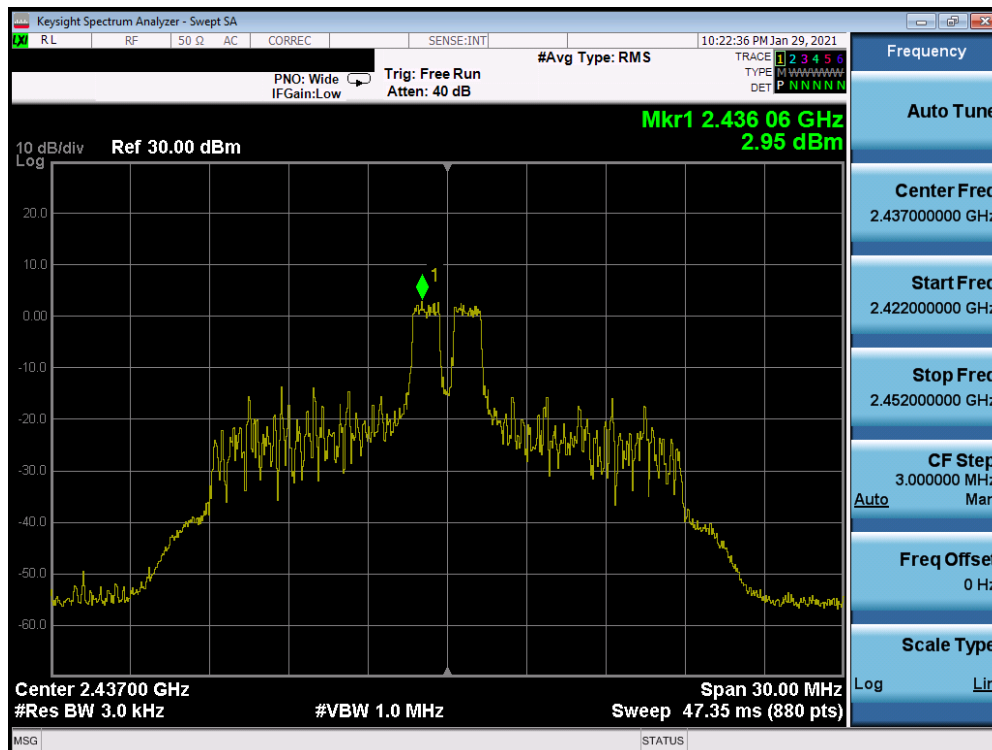 Keysight Spectrum Analyzer - Swept SA
LXI RL RF 50 Ω AC CORREC SENSE:INT 10:22:36 PM Jan 29, 2021
#Avg Type: RMS
TRACE 1 2 3 4 5 6
PNO: Wide Trig: Free Run TYPE M WWWWW
IFGain:Low Atten: 40 dB DET P N N N N N
Mkr1 2.436 06 GHz
2.95 dBm
10 dB/div Ref 30.00 dBm
Log
20.0
10.0
1
0.00
-10.0
-20.0
-30.0
-40.0
-50.0
-60.0
Center 2.43700 GHz Span 30.00 MHz
#Res BW 3.0 kHz #VBW 1.0 MHz Sweep 47.35 ms (880 pts)
MSG STATUS
Frequency
Auto Tune
Center Freq
2.437000000 GHz
Start Freq
2.422000000 GHz
Stop Freq
2.452000000 GHz
CF Step
3.000000 MHz
Auto Man
Freq Offset
0 Hz
Scale Type
Log Lin